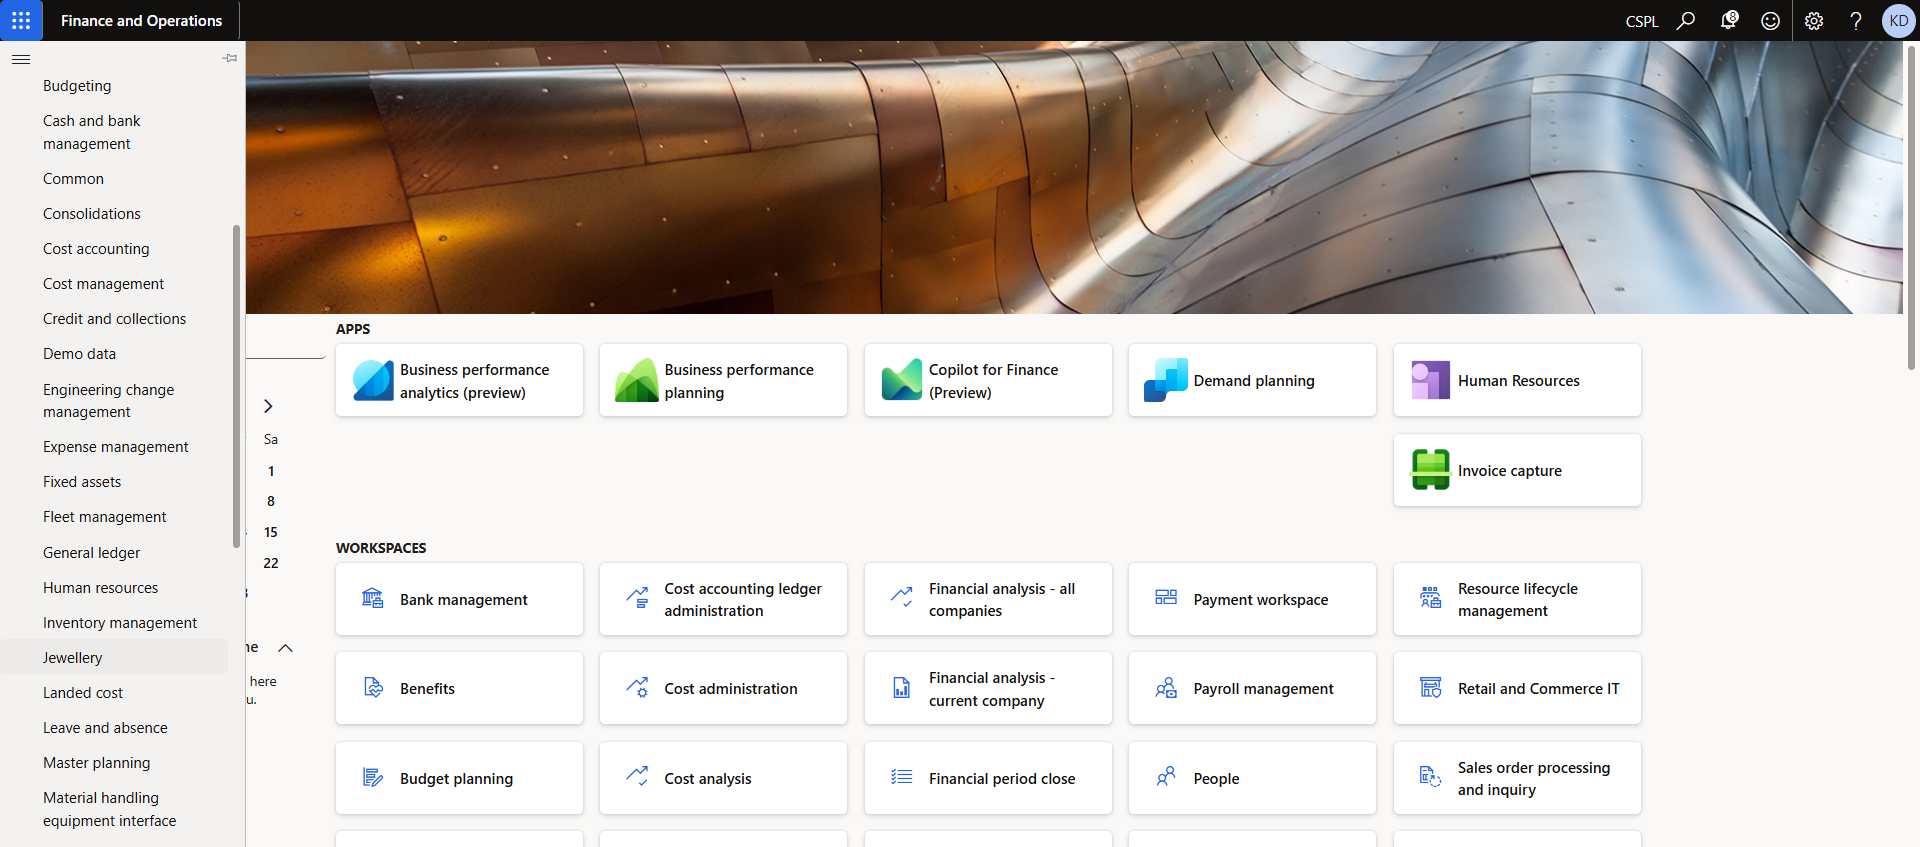 Finance and Operations
CSPL
8
?
KD
Budgeting
Cash and bank
management
Common
Consolidations
Cost accounting
Cost management
Credit and collections
Demo data
Engineering change
management
Expense management
Fixed assets
Fleet management
General ledger
Human resources
Inventory management
Jewellery
Landed cost
Leave and absence
Master planning
Material handling
equipment interface
Sa
1
8
15
22
here
u.
APPS
Business performance
analytics (preview)
Business performance
planning
Copilot for Finance
(Preview)
Demand planning
Human Resources
Invoice capture
WORKSPACES
Bank management
Cost accounting ledger
administration
Financial analysis - all
companies
Payment workspace
Resource lifecycle
management
Benefits
Cost administration
Financial analysis -
current company
Payroll management
Retail and Commerce IT
Budget planning
Cost analysis
Financial period close
People
Sales order processing
and inquiry